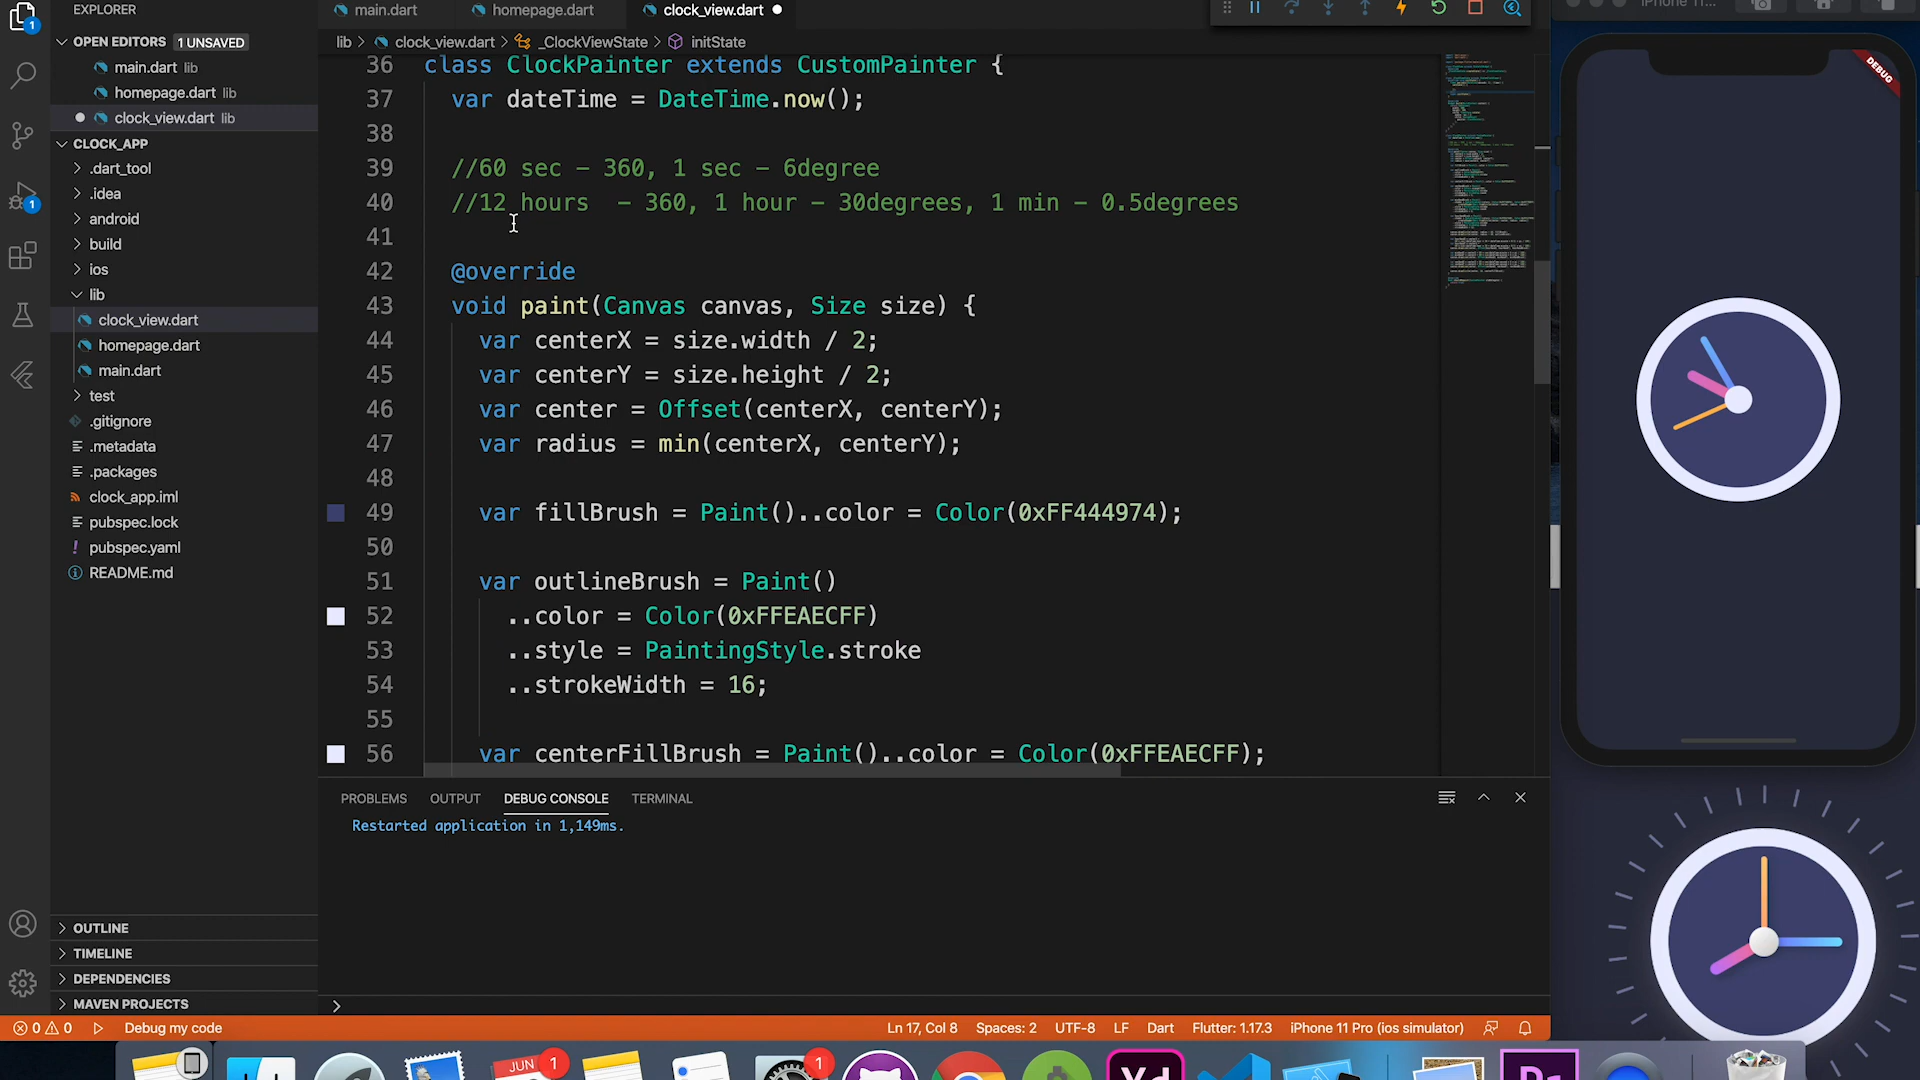 EXPLORER
OPEN EDITORS 1 UNSAVED
main.dart lib
homepage.dart lib
clock_view.dart lib
CLOCK_APP
.dart_tool
.idea
android
build
ios
lib
clock_view.dart
homepage.dart
main.dart
test
.gitignore
.metadata
.packages
clock_app.iml
pubspec.lock
pubspec.yaml
README.md
OUTLINE
TIMELINE
DEPENDENCIES
MAVEN PROJECTS
1
1
main.dart
homepage.dart
clock_view.dart
lib > clock_view.dart > _ClockViewState > initState
36 class ClockPainter extends CustomPainter {
37 var dateTime = DateTime.now();
38
39 //60 sec - 360, 1 sec - 6degree
40 //12 hours  - 360, 1 hour - 30degrees, 1 min - 0.5degrees
41
42 @override
43 void paint(Canvas canvas, Size size) {
44 var centerX = size.width / 2;
45 var centerY = size.height / 2;
46 var center = Offset(centerX, centerY);
47 var radius = min(centerX, centerY);
48
49 var fillBrush = Paint()..color = Color(0xFF444974);
50
51 var outlineBrush = Paint()
52 ..color = Color(0xFFEAECFF)
53 ..style = PaintingStyle.stroke
54 ..strokeWidth = 16;
55
56 var centerFillBrush = Paint()..color = Color(0xFFEAECFF);
PROBLEMS OUTPUT DEBUG CONSOLE TERMINAL
Restarted application in 1,149ms.
iPhone 11...
DEBUG
0 0 Debug my code Ln 17, Col 8 Spaces: 2 UTF-8 LF Dart Flutter: 1.17.3 iPhone 11 Pro (ios simulator)
JUN 1 1 Xd Pr